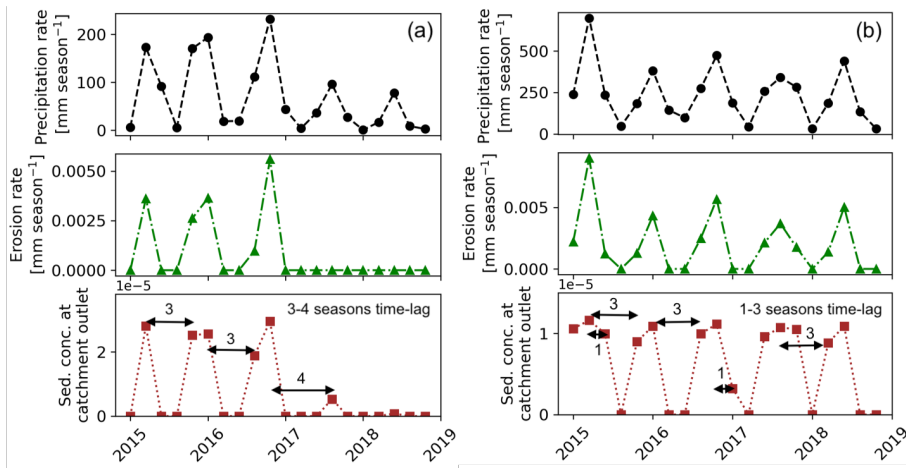 (a)
Precipitation rate
[mm season⁻¹]
200
100
0
Erosion rate
[mm season⁻¹]
0.0050
0.0025
0.0000
1e−5
Sed. conc. at
catchment outlet
3-4 seasons time-lag
2
0
3
3
4
2015
2016
2017
2018
2019
(b)
Precipitation rate
[mm season⁻¹]
500
250
0
Erosion rate
[mm season⁻¹]
0.005
0.000
1e−5
Sed. conc. at
catchment outlet
1-3 seasons time-lag
1
0
3
1
3
1
3
2015
2016
2017
2018
2019